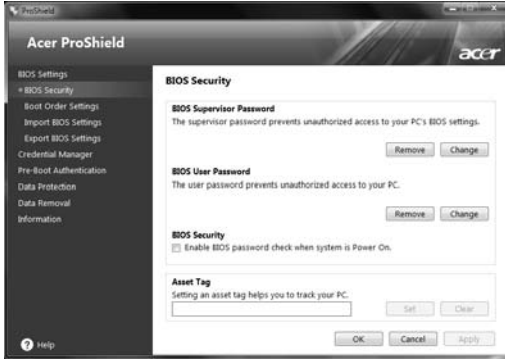 ProShield
Acer ProShield
acer
BIOS Settings
BIOS Security
Boot Order Settings
Import BIOS Settings
Export BIOS Settings
Credential Manager
Pre-Boot Authentication
Data Protection
Data Removal
Information
Help
BIOS Security
BIOS Supervisor Password
The supervisor password prevents unauthorized access to your PC's BIOS settings.
Remove Change
BIOS User Password
The user password prevents unauthorized access to your PC.
Remove Change
BIOS Security
Enable BIOS password check when system is Power On.
Asset Tag
Setting an asset tag helps you to track your PC.
Set Clear
OK Cancel Apply